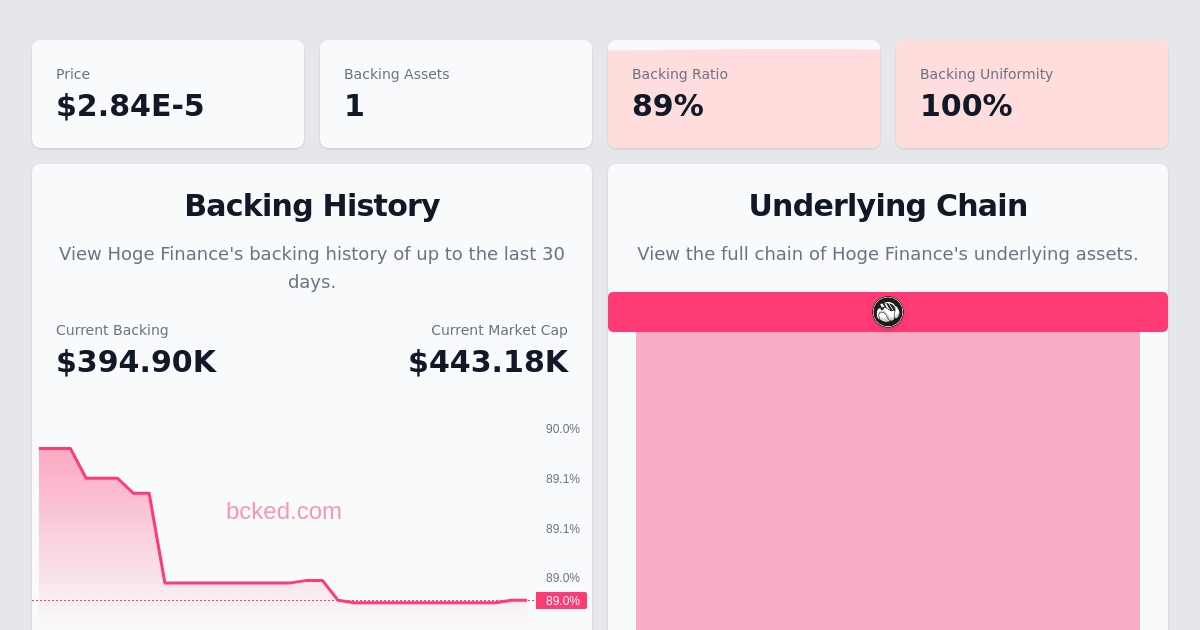 Price
$2.84E-5
Backing Assets
1
Backing Ratio
89%
Backing Uniformity
100%
Backing History
View Hoge Finance's backing history of up to the last 30
days.
Current Backing
$394.90K
Current Market Cap
$443.18K
90.0%
89.1%
89.1%
89.0%
89.0%
bcked.com
Underlying Chain
View the full chain of Hoge Finance's underlying assets.